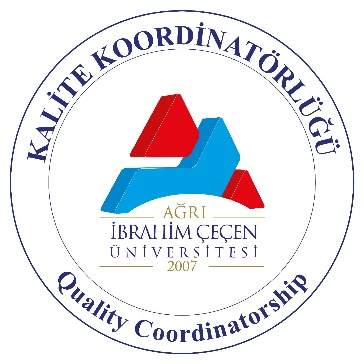 KALİTE KOORDİNATÖRLÜĞÜ
AĞRI
İBRAHİM ÇEÇEN
ÜNİVERSİTESİ
2007
Quality Coordinatorship